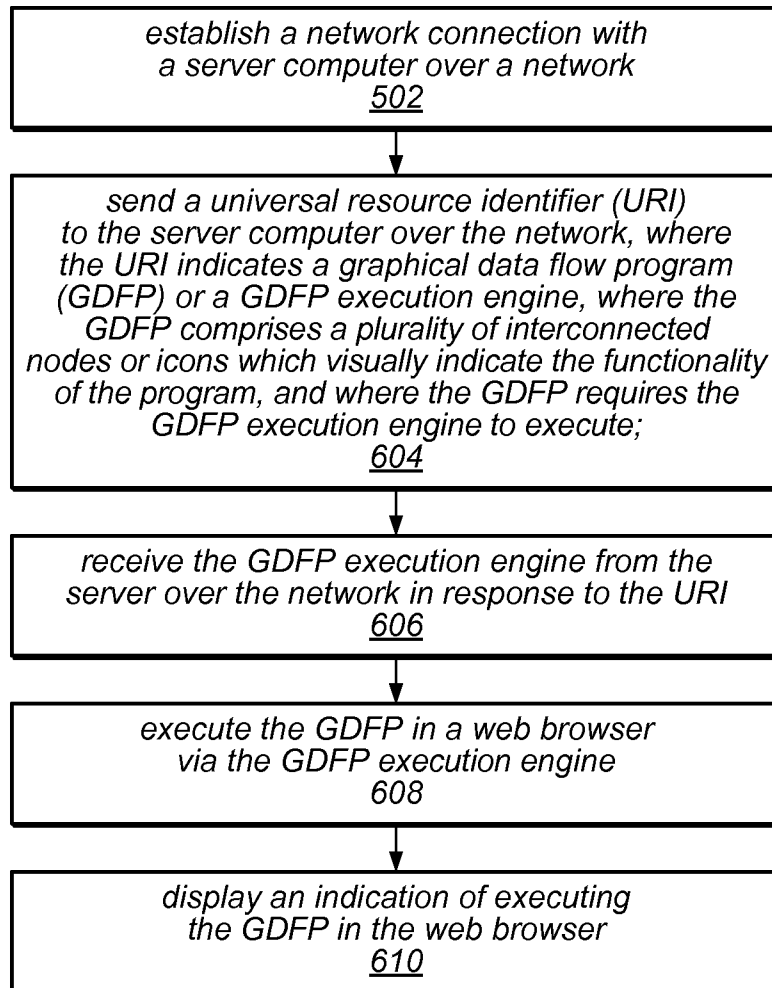 establish a network connection with
a server computer over a network
502
send a universal resource identifier (URI)
to the server computer over the network, where
the URI indicates a graphical data flow program
(GDFP) or a GDFP execution engine, where the
GDFP comprises a plurality of interconnected
nodes or icons which visually indicate the functionality
of the program, and where the GDFP requires the
GDFP execution engine to execute;
604
receive the GDFP execution engine from the
server over the network in response to the URI
606
execute the GDFP in a web browser
via the GDFP execution engine
608
display an indication of executing
the GDFP in the web browser
610